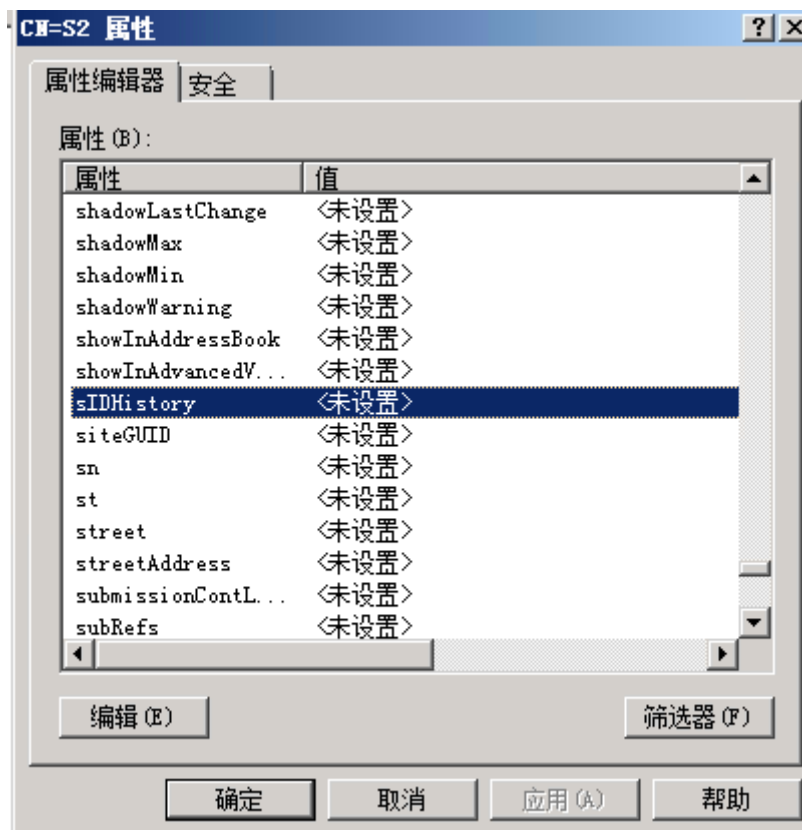 CN=S2 属性
属性编辑器 安全
属性(B):
属性 值
shadowLastChange <未设置>
shadowMax <未设置>
shadowMin <未设置>
shadowWarning <未设置>
showInAddressBook <未设置>
showInAdvancedV... <未设置>
sIDHistory <未设置>
siteGUID <未设置>
sn <未设置>
st <未设置>
street <未设置>
streetAddress <未设置>
submissionContL... <未设置>
subRefs <未设置>
编辑(E) 筛选器(F)
确定 取消 应用(A) 帮助